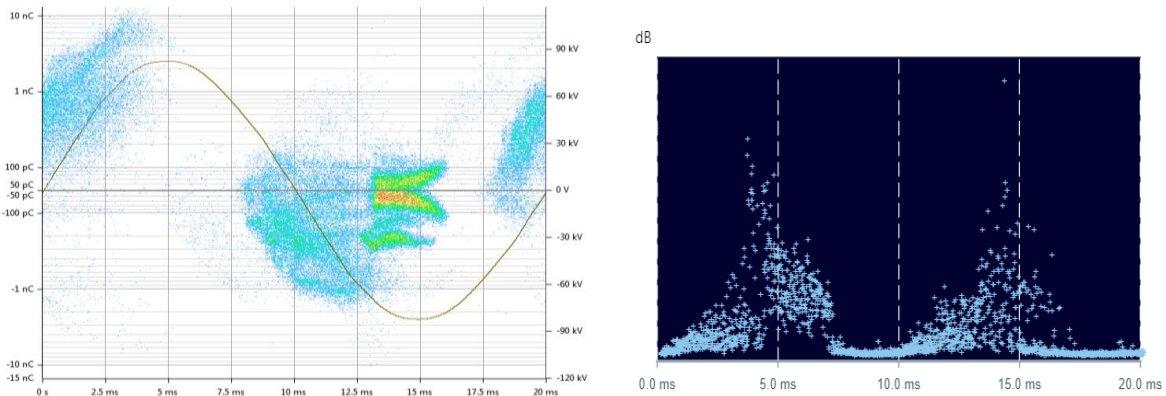 10 nC
1 nC
100 pC
50 pC
-50 pC
-100 pC
-1 nC
-10 nC
-15 nC
90 kV
60 kV
30 kV
0 V
-30 kV
-60 kV
-90 kV
-120 kV
0 s
2.5 ms
5 ms
7.5 ms
10 ms
12.5 ms
15 ms
17.5 ms
20 ms
dB
0.0 ms
5.0 ms
10.0 ms
15.0 ms
20.0 ms